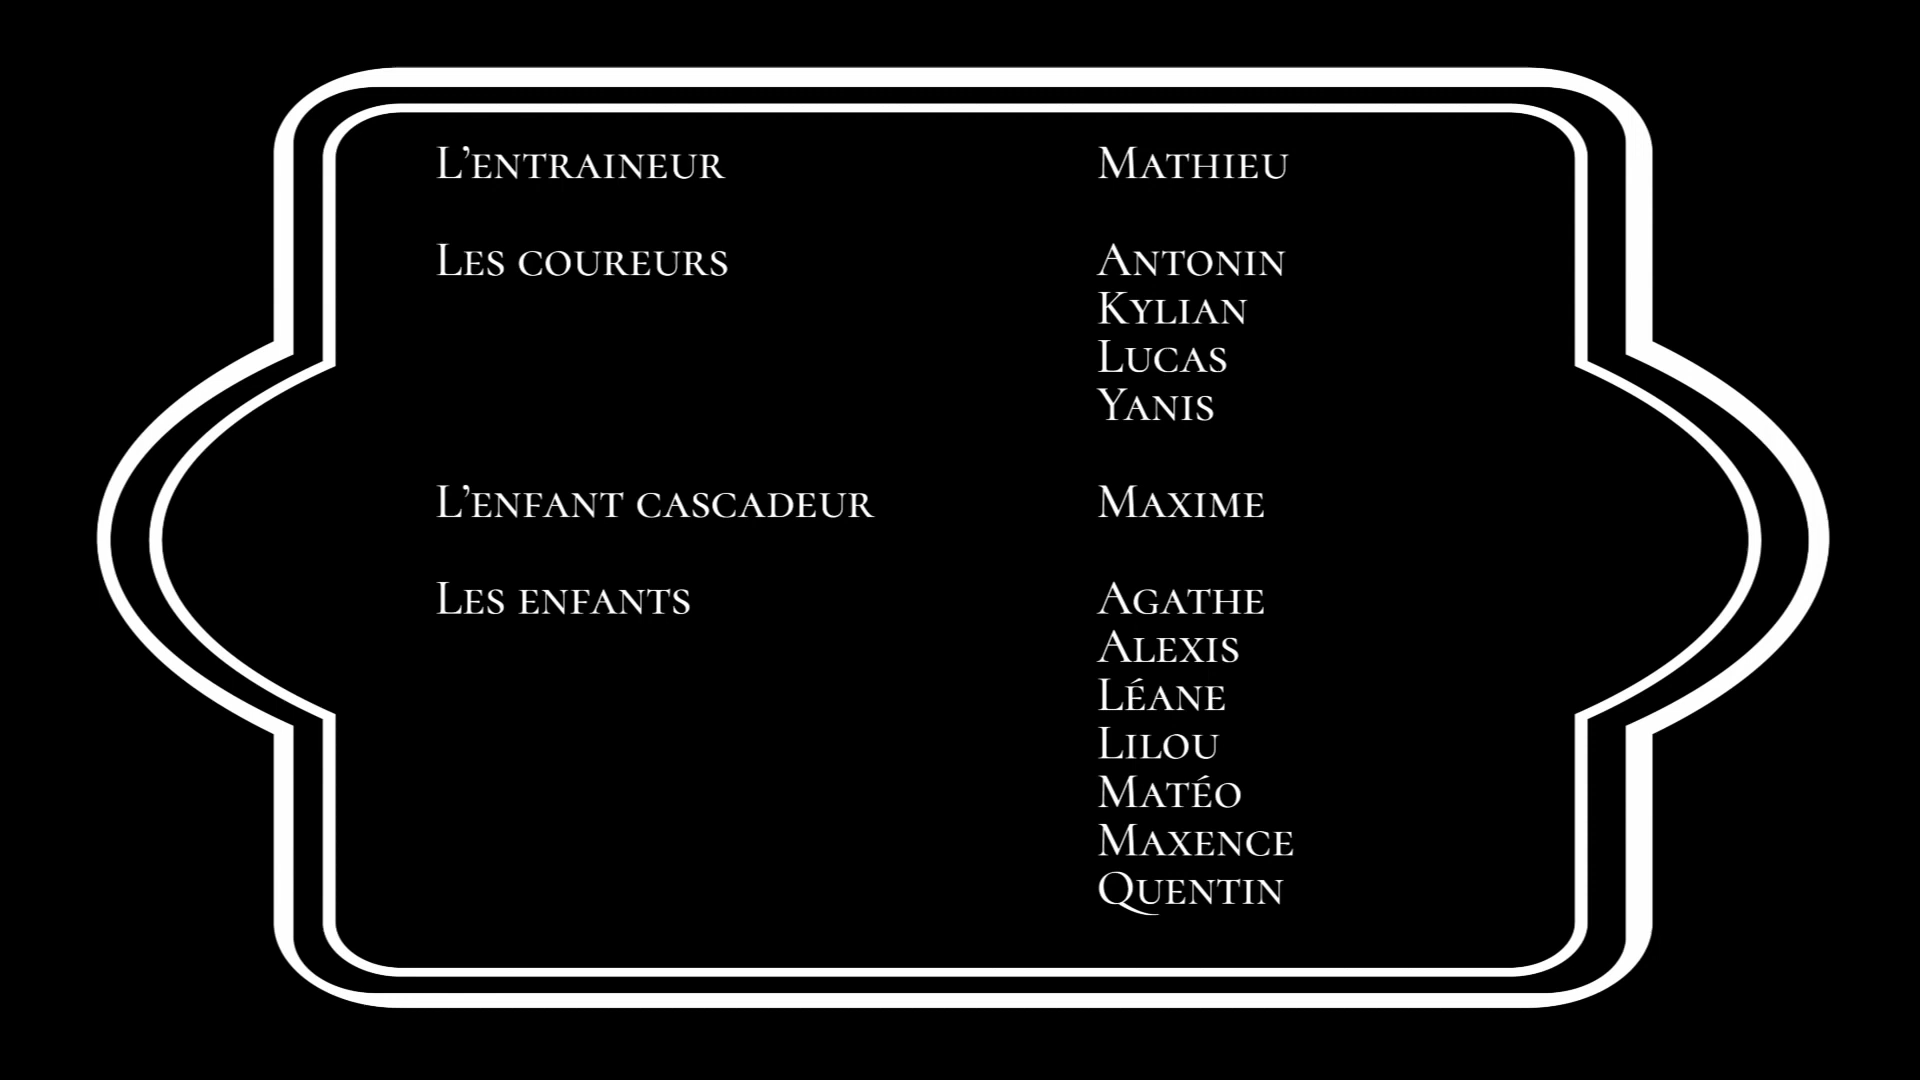 L’entraineur Mathieu
Les coureurs Antonin
Kylian
Lucas
Yanis
L’enfant cascadeur Maxime
Les enfants Agathe
Alexis
Léane
Lilou
Matéo
Maxence
Quentin